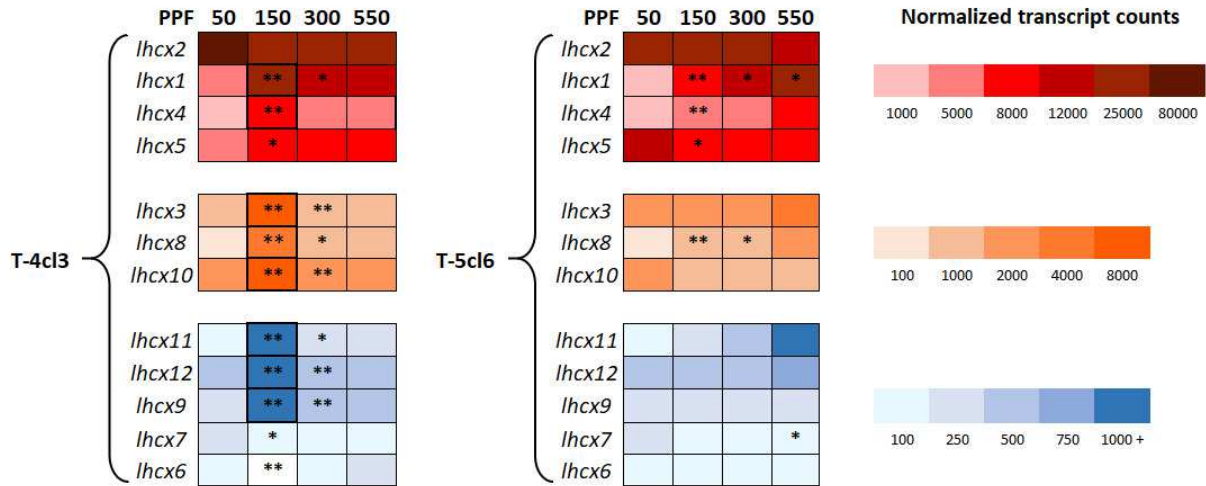 PPF 50 150 300 550 PPF 50 150 300 550 Normalized transcript counts
lhcx2 lhcx2
lhcx1 ** * lhcx1 ** * *
lhcx4 ** lhcx4 **
1000 5000 8000 12000 25000 80000
lhcx5 * lhcx5 *
lhcx3 ** ** lhcx3
T-4cl3 lhcx8 ** * T-5cl6 lhcx8 ** *
lhcx10 ** ** lhcx10
100 1000 2000 4000 8000
lhcx11 ** * lhcx11
lhcx12 ** ** lhcx12
lhcx9 ** ** lhcx9
lhcx7 * lhcx7 *
100 250 500 750 1000 +
lhcx6 ** lhcx6